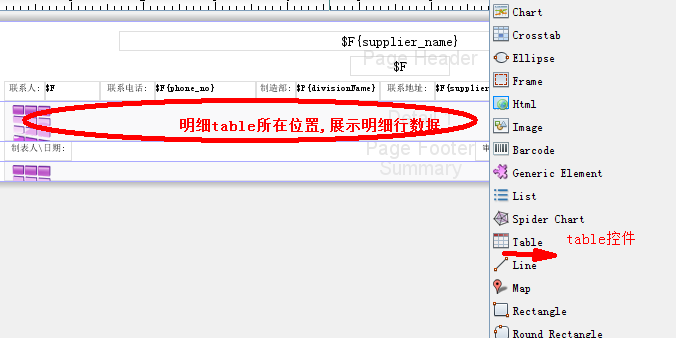 $F{supplier_name}
Page Header
$F
联系人: $F
联系电话: $F{phone_no}
制造部: $P{divisionName}
联系地址: $F{supplier
明细table所在位置,展示明细行数据
制表人\日期:
Page Footer
Summary
Chart
Crosstab
Ellipse
Frame
Html
Image
Barcode
Generic Element
List
Spider Chart
Table
table控件
Line
Map
Rectangle
Round Rectangle